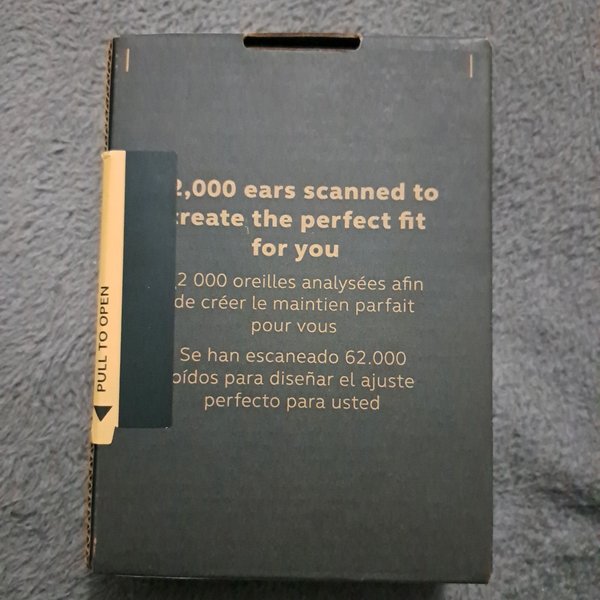 2,000 ears scanned to
create the perfect fit
for you
2 000 oreilles analysées afin
de créer le maintien parfait
pour vous
Se han escaneado 62.000
oídos para diseñar el ajuste
perfecto para usted
PULL TO OPEN